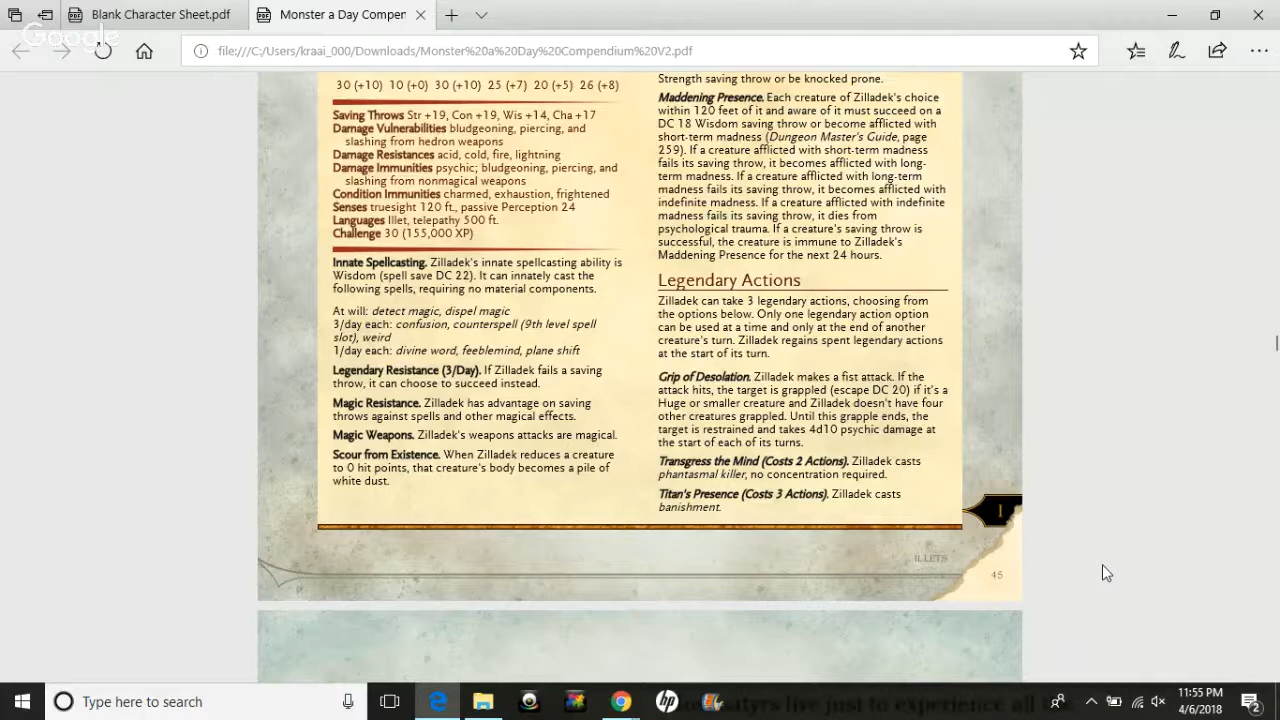 Blank Character Sheet.pdf
Monster a Day Compen
Google
file:///C:/Users/kraai_000/Downloads/Monster%20a%20Day%20Compendium%20V2.pdf
30 (+10) 10 (+0) 30 (+10) 25 (+7) 20 (+5) 26 (+8)
Saving Throws Str +19, Con +19, Wis +14, Cha +17
Damage Vulnerabilities bludgeoning, piercing, and
slashing from hedron weapons
Damage Resistances acid, cold, fire, lightning
Damage Immunities psychic; bludgeoning, piercing, and
slashing from nonmagical weapons
Condition Immunities charmed, exhaustion, frightened
Senses truesight 120 ft., passive Perception 24
Languages Illet, telepathy 500 ft.
Challenge 30 (155,000 XP)
Innate Spellcasting. Zilladek's innate spellcasting ability is
Wisdom (spell save DC 22). It can innately cast the
following spells, requiring no material components.
At will: detect magic, dispel magic
3/day each: confusion, counterspell (9th level spell
slot), weird
1/day each: divine word, feeblemind, plane shift
Legendary Resistance (3/Day). If Zilladek fails a saving
throw, it can choose to succeed instead.
Magic Resistance. Zilladek has advantage on saving
throws against spells and other magical effects.
Magic Weapons. Zilladek's weapons attacks are magical.
Scour from Existence. When Zilladek reduces a creature
to 0 hit points, that creature's body becomes a pile of
white dust.
Strength saving throw or be knocked prone.
Maddening Presence. Each creature of Zilladek's choice
within 120 feet of it and aware of it must succeed on a
DC 18 Wisdom saving throw or become afflicted with
short-term madness (Dungeon Master's Guide, page
259). If a creature afflicted with short-term madness
fails its saving throw, it becomes afflicted with long-
term madness. If a creature afflicted with long-term
madness fails its saving throw, it becomes afflicted with
indefinite madness. If a creature afflicted with indefinite
madness fails its saving throw, it dies from
psychological trauma. If a creature's saving throw is
successful, the creature is immune to Zilladek's
Maddening Presence for the next 24 hours.
Legendary Actions
Zilladek can take 3 legendary actions, choosing from
the options below. Only one legendary action option
can be used at a time and only at the end of another
creature's turn. Zilladek regains spent legendary actions
at the start of its turn.
Grip of Desolation. Zilladek makes a fist attack. If the
attack hits, the target is grappled (escape DC 20) if it's a
Huge or smaller creature and Zilladek doesn't have four
other creatures grappled. Until this grapple ends, the
target is restrained and takes 4d10 psychic damage at
the start of each of its turns.
Transgress the Mind (Costs 2 Actions). Zilladek casts
phantasmal killer, no concentration required.
Titan's Presence (Costs 3 Actions). Zilladek casts
banishment.
I
ILLETS
45
Type here to search
hp
11:55 PM
4/6/2018
2